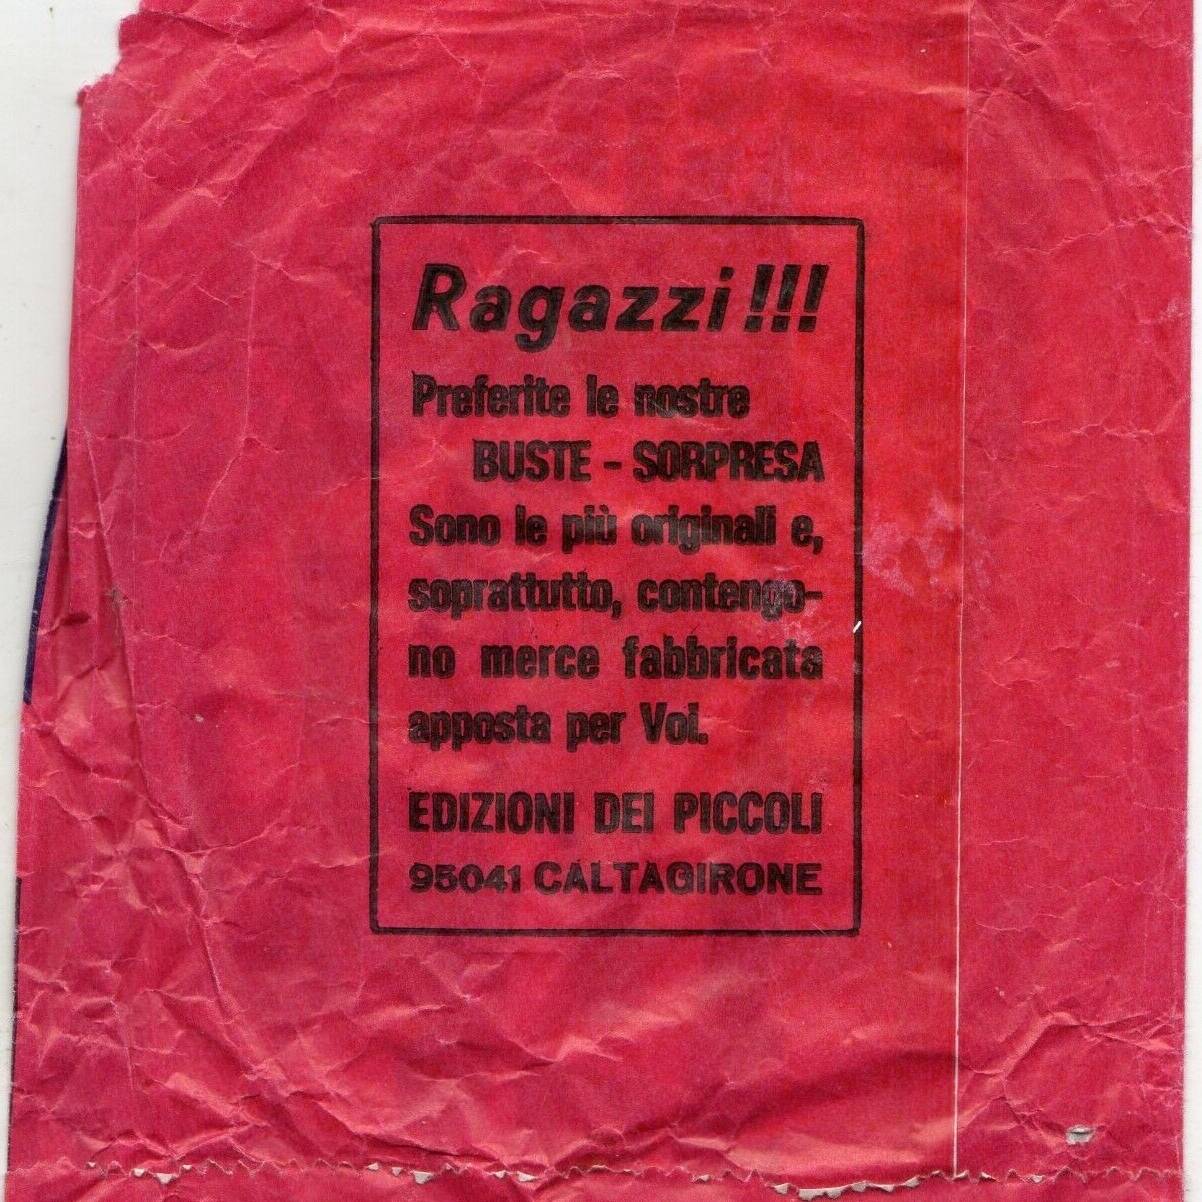 Ragazzi!!!
Preferite le nostre
BUSTE - SORPRESA
Sono le più originali e,
soprattutto, contengo-
no merce fabbricata
apposta per Voi.
EDIZIONI DEI PICCOLI
95041 CALTAGIRONE